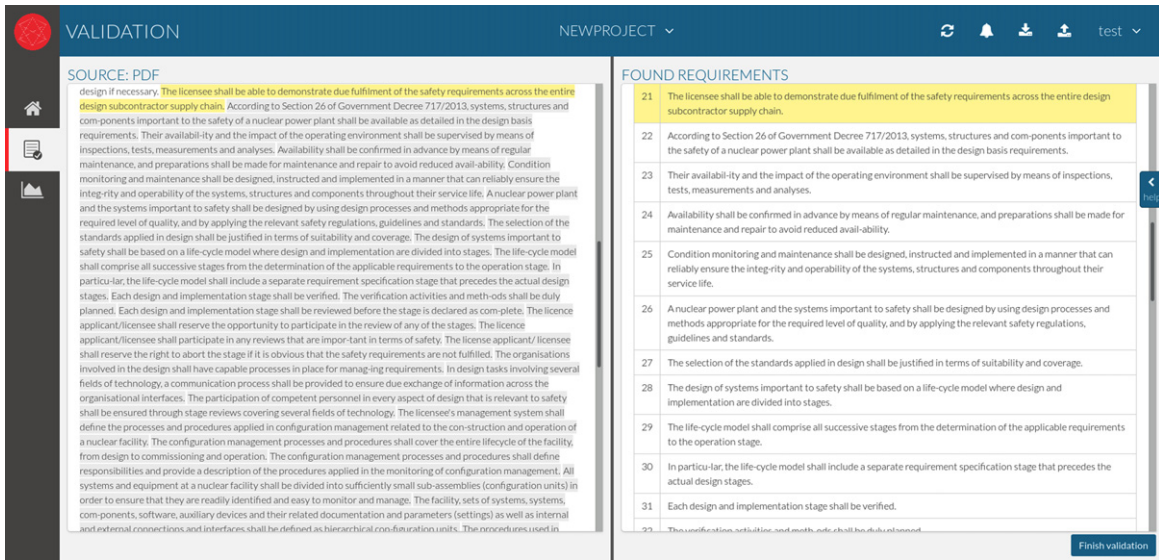 VALIDATION
NEWPROJECT
test
SOURCE: PDF
design if necessary. The licensee shall be able to demonstrate due fulfilment of the safety requirements across the entire
design subcontractor supply chain. According to Section 26 of Government Decree 717/2013, systems, structures and
com-ponents important to the safety of a nuclear power plant shall be available as detailed in the design basis
requirements. Their availabil-ity and the impact of the operating environment shall be supervised by means of
inspections, tests, measurements and analyses. Availability shall be confirmed in advance by means of regular
maintenance, and preparations shall be made for maintenance and repair to avoid reduced avail-ability. Condition
monitoring and maintenance shall be designed, instructed and implemented in a manner that can reliably ensure the
integ-rity and operability of the systems, structures and components throughout their service life. A nuclear power plant
and the systems important to safety shall be designed by using design processes and methods appropriate for the
required level of quality, and by applying the relevant safety regulations, guidelines and standards. The selection of the
standards applied in design shall be justified in terms of suitability and coverage. The design of systems important to
safety shall be based on a life-cycle model where design and implementation are divided into stages. The life-cycle model
shall comprise all successive stages from the determination of the applicable requirements to the operation stage. In
particu-lar, the life-cycle model shall include a separate requirement specification stage that precedes the actual design
stages. Each design and implementation stage shall be verified. The verification activities and meth-ods shall be duly
planned. Each design and implementation stage shall be reviewed before the stage is declared as com-plete. The licence
applicant/licensee shall reserve the opportunity to participate in the review of any of the stages. The licence
applicant/licensee shall participate in any reviews that are impor-tant in terms of safety. The license applicant/ licensee
shall reserve the right to abort the stage if it is obvious that the safety requirements are not fulfilled. The organisations
involved in the design shall have capable processes in place for manag-ing requirements. In design tasks involving several
fields of technology, a communication process shall be provided to ensure due exchange of information across the
organisational interfaces. The participation of competent personnel in every aspect of design that is relevant to safety
shall be ensured through stage reviews covering several fields of technology. The licensee's management system shall
define the processes and procedures applied in configuration management related to the con-struction and operation of
a nuclear facility. The configuration management processes and procedures shall cover the entire lifecycle of the facility,
from design to commissioning and operation. The configuration management processes and procedures shall define
responsibilities and provide a description of the procedures applied in the monitoring of configuration management. All
systems and equipment at a nuclear facility shall be divided into sufficiently small sub-assemblies (configuration units) in
order to ensure that they are readily identified and easy to monitor and manage. The facility, sets of systems, systems,
com-ponents, software, auxiliary devices and their related documentation and parameters (settings) as well as internal
and external connections and interfaces shall be defined as hierarchical con-figuration units. The procedures used in
FOUND REQUIREMENTS
21 The licensee shall be able to demonstrate due fulfilment of the safety requirements across the entire design
subcontractor supply chain.
22 According to Section 26 of Government Decree 717/2013, systems, structures and com-ponents important to
the safety of a nuclear power plant shall be available as detailed in the design basis requirements.
23 Their availabil-ity and the impact of the operating environment shall be supervised by means of inspections,
tests, measurements and analyses.
24 Availability shall be confirmed in advance by means of regular maintenance, and preparations shall be made for
maintenance and repair to avoid reduced avail-ability.
25 Condition monitoring and maintenance shall be designed, instructed and implemented in a manner that can
reliably ensure the integ-rity and operability of the systems, structures and components throughout their
service life.
26 A nuclear power plant and the systems important to safety shall be designed by using design processes and
methods appropriate for the required level of quality, and by applying the relevant safety regulations,
guidelines and standards.
27 The selection of the standards applied in design shall be justified in terms of suitability and coverage.
28 The design of systems important to safety shall be based on a life-cycle model where design and
implementation are divided into stages.
29 The life-cycle model shall comprise all successive stages from the determination of the applicable requirements
to the operation stage.
30 In particu-lar, the life-cycle model shall include a separate requirement specification stage that precedes the
actual design stages.
31 Each design and implementation stage shall be verified.
32 The verification activities and meth-ods shall be duly planned.
help
Finish validation